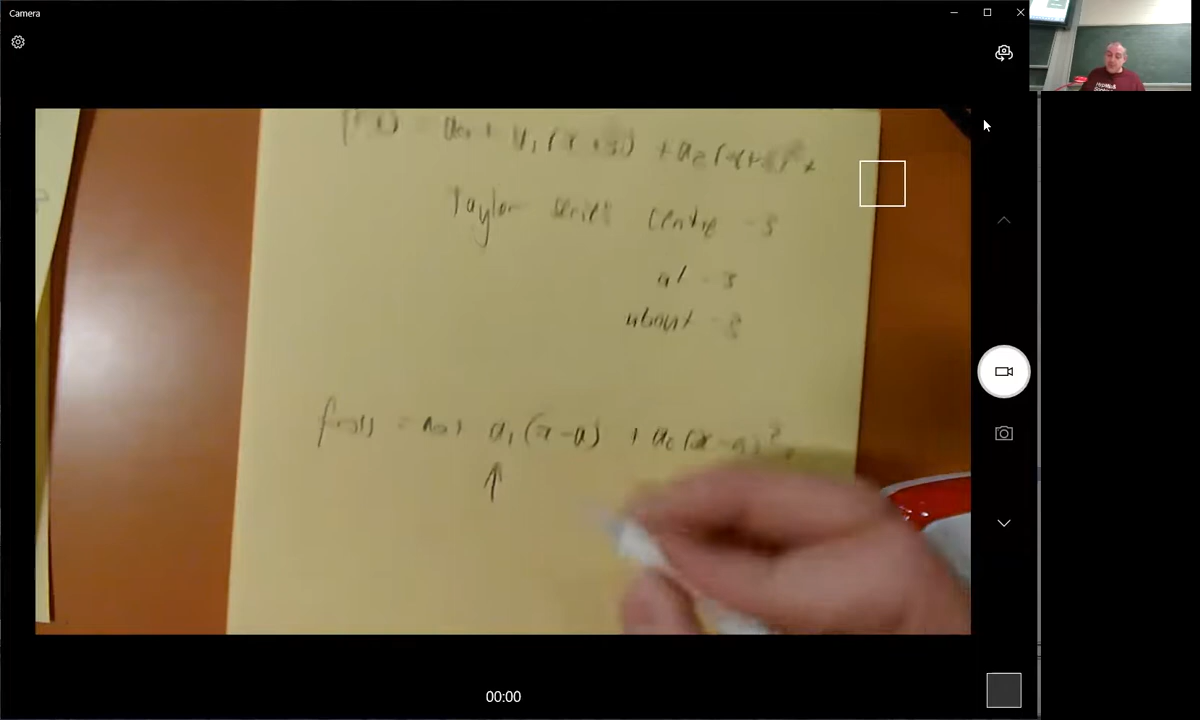 Camera
f(x) = a₀ + a₁(x+3) + a₂(x+3)² +
Taylor series centre -3
at -3
about -3
f(x) = a₀ + a₁(x-a) + a₂(x-a)² +
↑
00:00